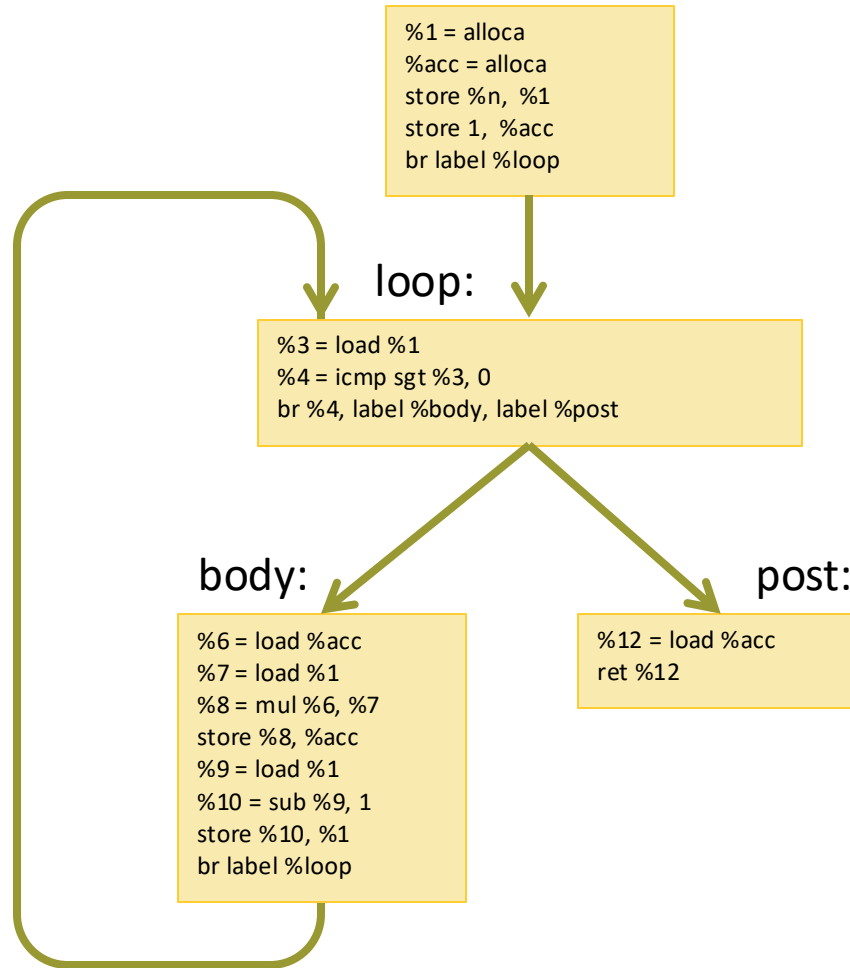 %1 = alloca
%acc = alloca
store %n, %1
store 1, %acc
br label %loop
loop:
%3 = load %1
%4 = icmp sgt %3, 0
br %4, label %body, label %post
body:
%6 = load %acc
%7 = load %1
%8 = mul %6, %7
store %8, %acc
%9 = load %1
%10 = sub %9, 1
store %10, %1
br label %loop
post:
%12 = load %acc
ret %12